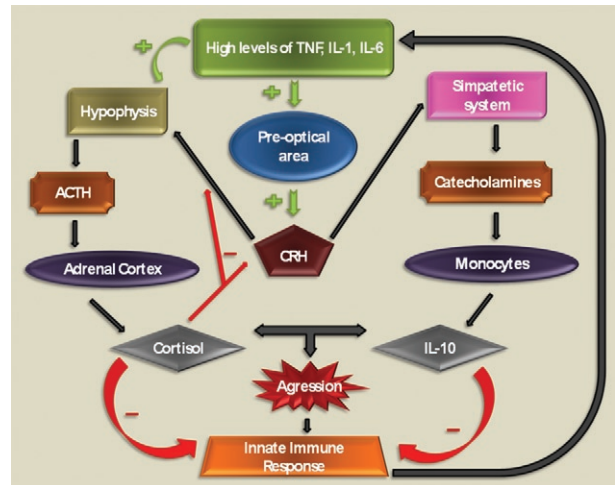 High levels of TNF, IL-1, IL-6
+
+
Hypophysis
Simpatetic
system
Pre-optical
area
ACTH
Catecholamines
+
–
CRH
Adrenal Cortex
Monocytes
Cortisol
IL-10
Agression
–
–
Innate Immune
Response